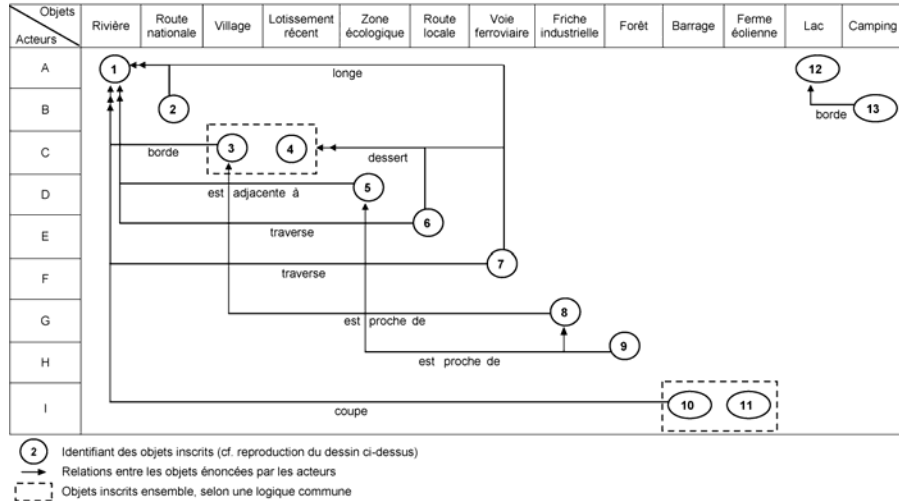 Objets
Acteurs
Rivière
Route nationale
Village
Lotissement récent
Zone écologique
Route locale
Voie ferroviaire
Friche industrielle
Forêt
Barrage
Ferme éolienne
Lac
Camping
A
1
longe
12
B
2
borde
13
C
borde
3
4
dessert
D
est adjacente à
5
E
traverse
6
F
traverse
7
G
est proche de
8
H
est proche de
9
I
coupe
10
11
2 Identifiant des objets inscrits (cf. reproduction du dessin ci-dessus)
Relations entre les objets énoncées par les acteurs
Objets inscrits ensemble, selon une logique commune